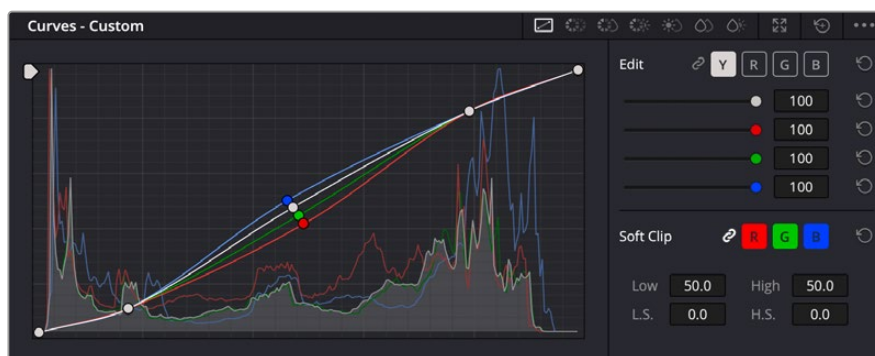 Curves - Custom
Edit Y R G B
100
100
100
100
Soft Clip R G B
Low 50.0 High 50.0
L.S. 0.0 H.S. 0.0